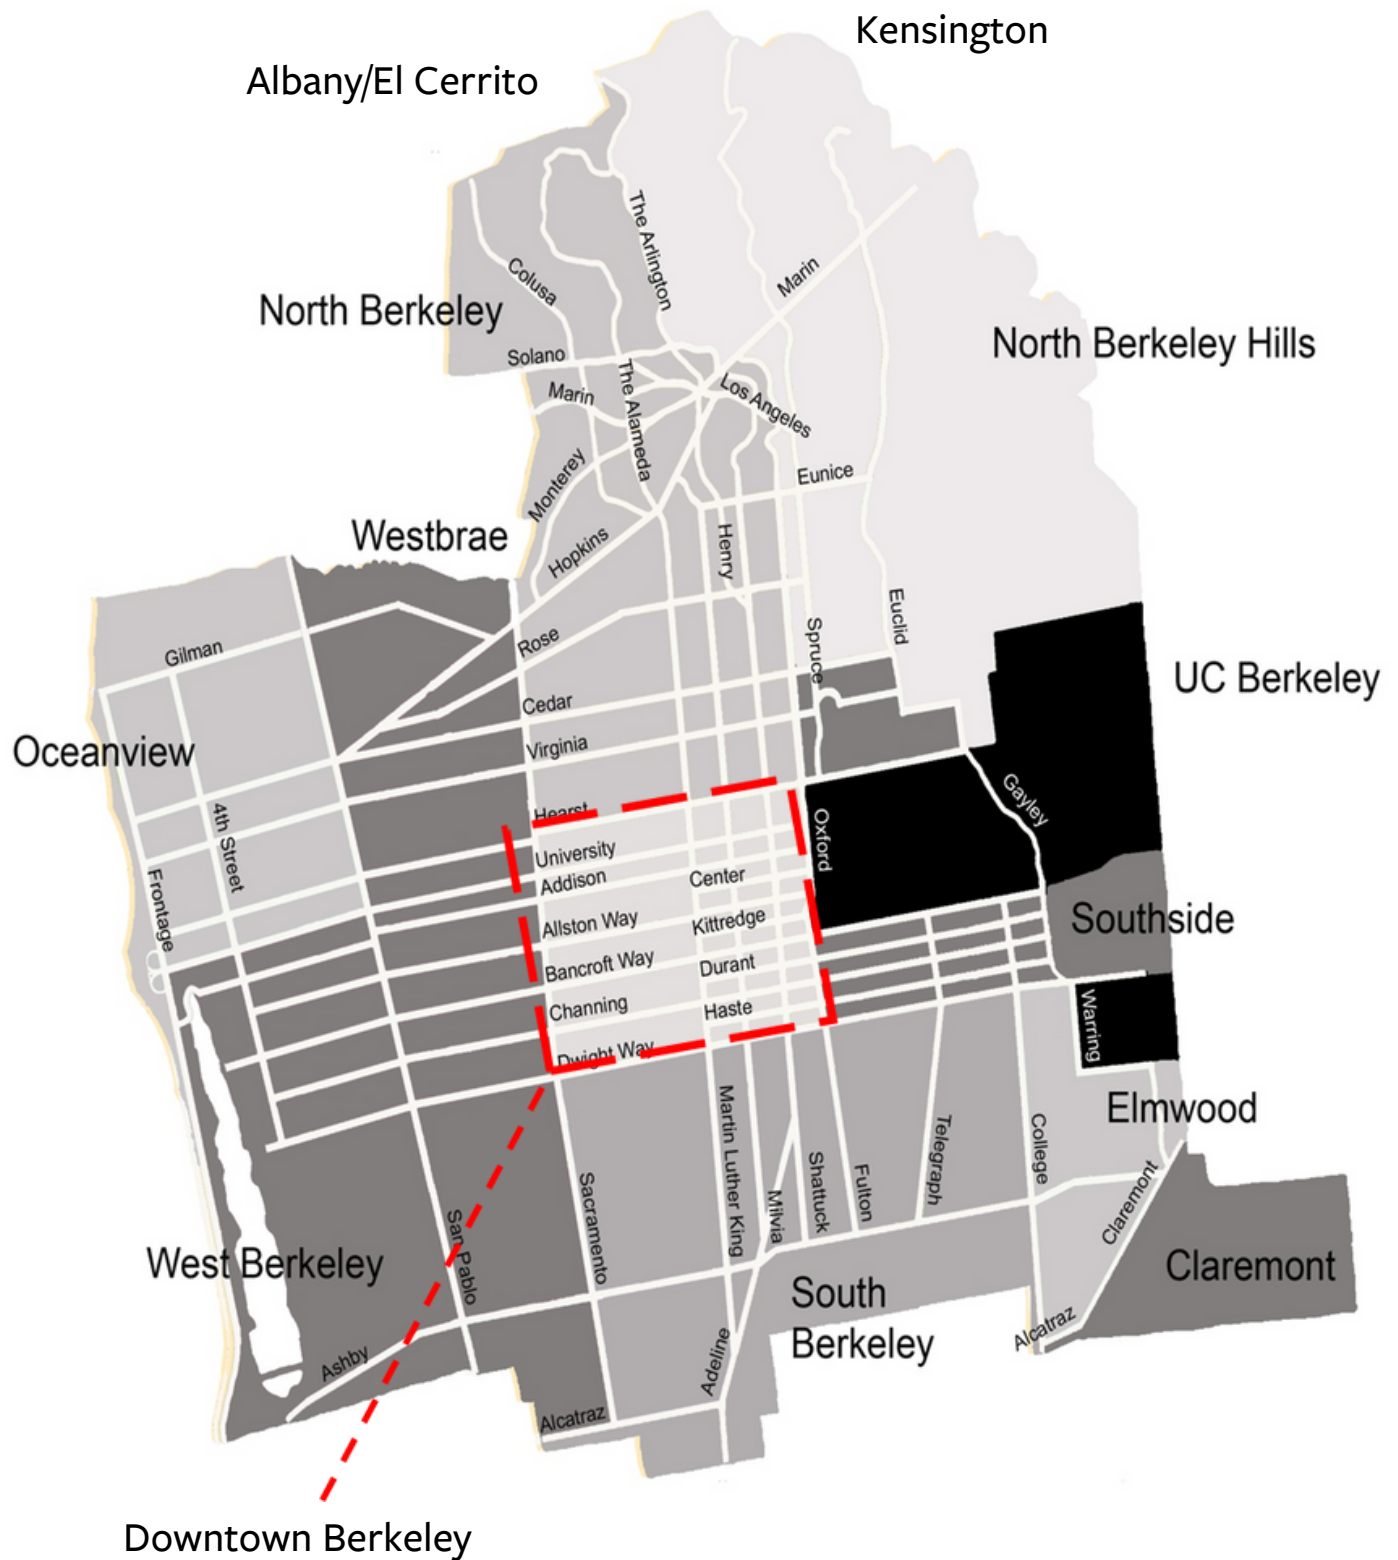 Kensington
Albany/El Cerrito
The Arlington
Colusa
Marin
North Berkeley
North Berkeley Hills
Solano
The Alameda
Marin
Los Angeles
Monterey
Eunice
Westbrae
Hopkins
Henry
Euclid
Gilman
Rose
Spruce
UC Berkeley
Cedar
Oceanview
Virginia
4th Street
Hearst
Gayley
Oxford
University
Addison
Center
Frontage
Allston Way
Kittredge
Southside
Bancroft Way
Durant
Channing
Haste
Warring
Dwight Way
Elmwood
Martin Luther King
Milvia
Shattuck
Fulton
Telegraph
College
Claremont
Sacramento
San Pablo
West Berkeley
Claremont
South
Berkeley
Alcatraz
Ashby
Adeline
Alcatraz
Downtown Berkeley